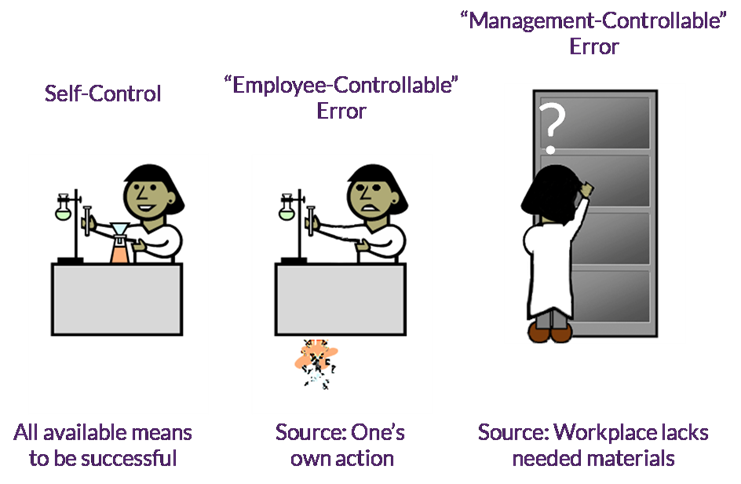 Self-Control
“Employee-Controllable”
Error
“Management-Controllable”
Error
?
All available means
to be successful
Source: One’s
own action
Source: Workplace lacks
needed materials